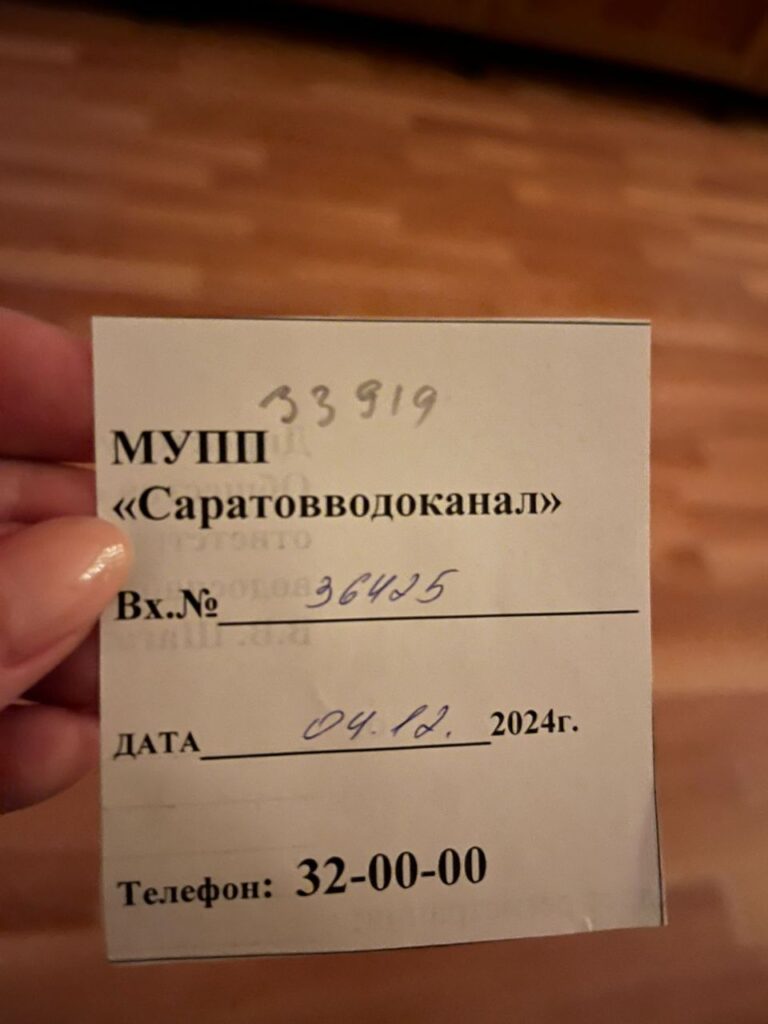 33919
МУПП
«Саратовводоканал»
Вх.№ 36425
ДАТА 04.12. 2024г.
Телефон: 32-00-00